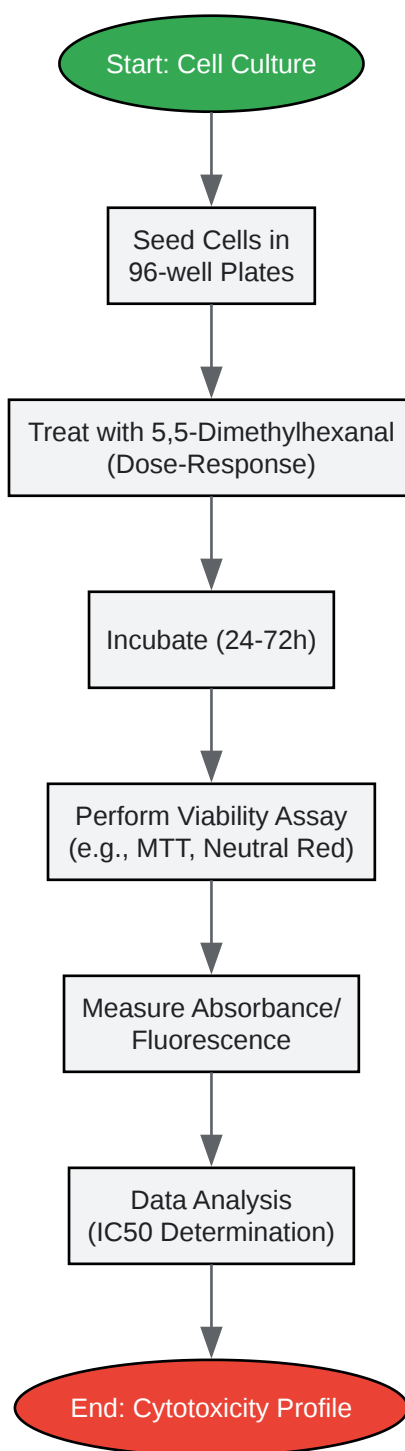 Start: Cell Culture
Seed Cells in
96-well Plates
Treat with 5,5-Dimethylhexanal
(Dose-Response)
Incubate (24-72h)
Perform Viability Assay
(e.g., MTT, Neutral Red)
Measure Absorbance/
Fluorescence
Data Analysis
(IC50 Determination)
End: Cytotoxicity Profile